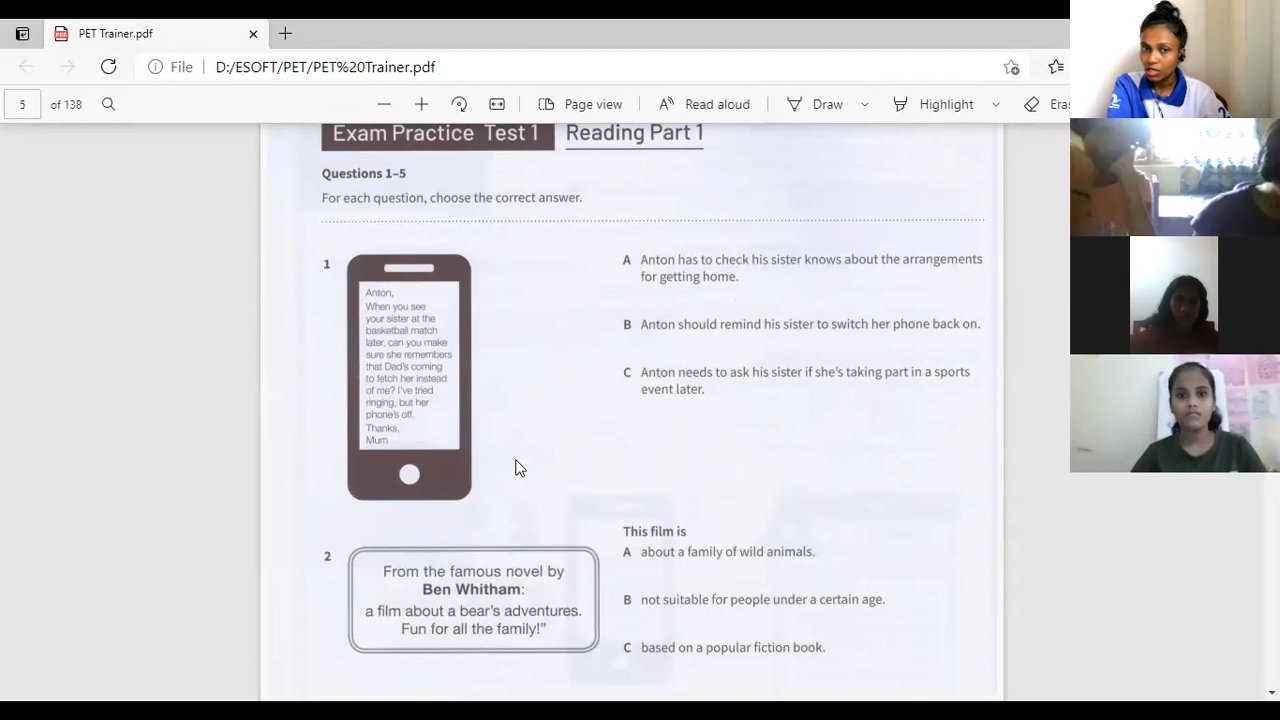 PET Trainer.pdf
File
D:/ESOFT/PET/PET%20Trainer.pdf
5
of 138
Page view
Read aloud
Draw
Highlight
Exam Practice Test 1
Reading Part 1
Questions 1–5
For each question, choose the correct answer.
1
Anton,
When you see
your sister at the
basketball match
later, can you make
sure she remembers
that Dad's coming
to fetch her instead
of me? I've tried
ringing, but her
phone's off.
Thanks,
Mum
A Anton has to check his sister knows about the arrangements
for getting home.
B Anton should remind his sister to switch her phone back on.
C Anton needs to ask his sister if she's taking part in a sports
event later.
2
From the famous novel by
Ben Whitham:
a film about a bear's adventures.
Fun for all the family!"
This film is
A about a family of wild animals.
B not suitable for people under a certain age.
C based on a popular fiction book.